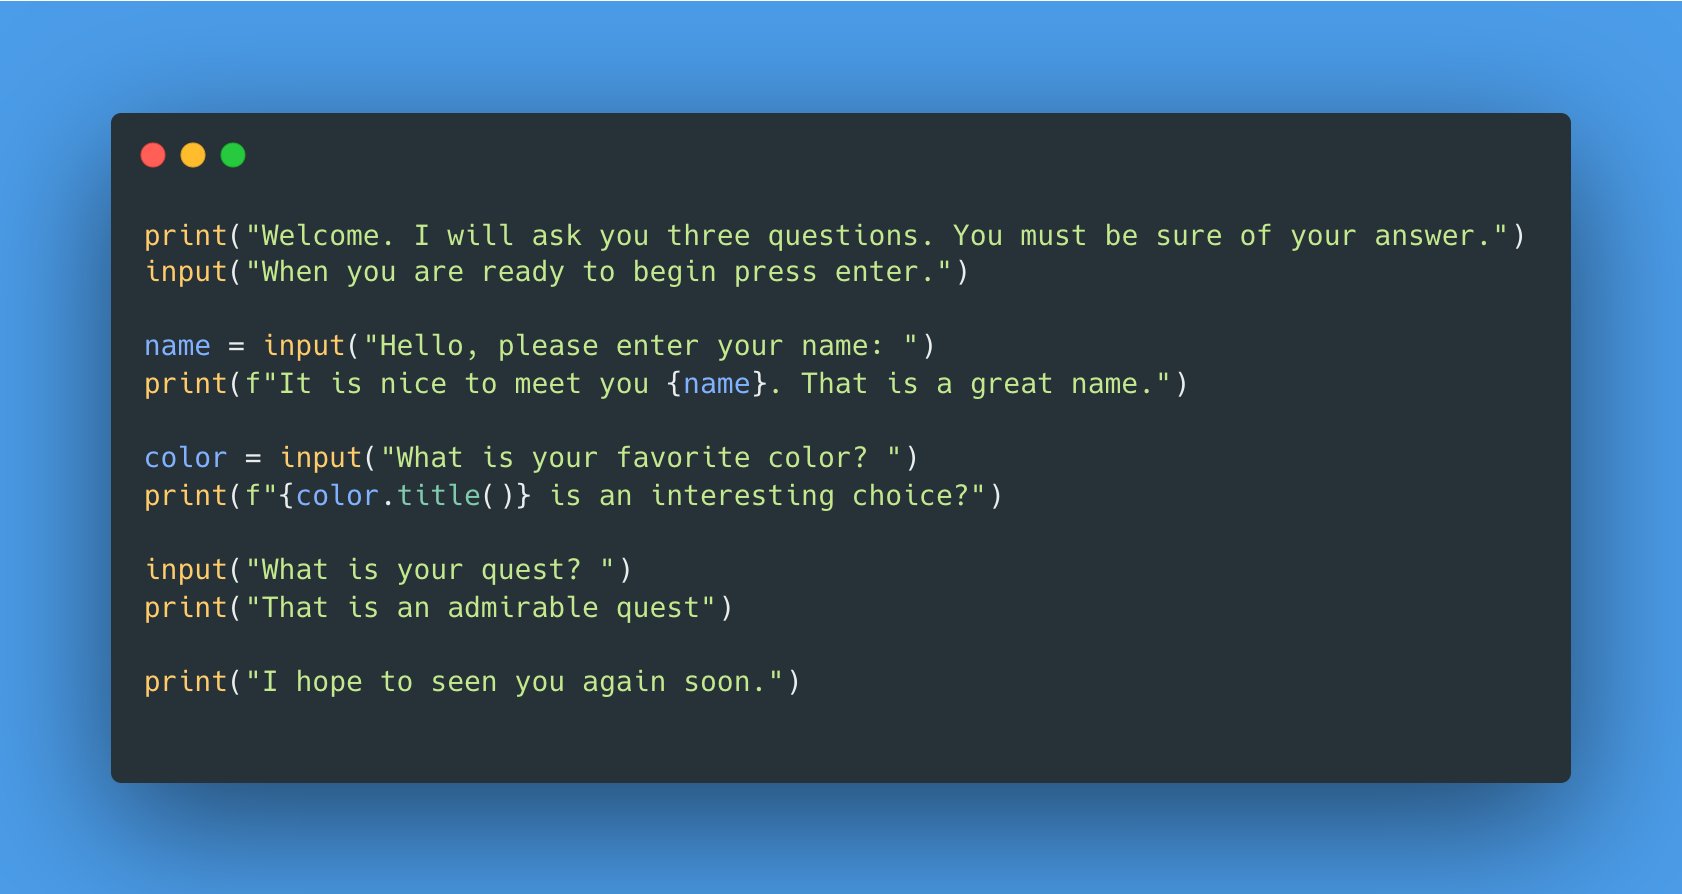 print("Welcome. I will ask you three questions. You must be sure of your answer.")
input("When you are ready to begin press enter.")
name = input("Hello, please enter your name: ")
print(f"It is nice to meet you {name}. That is a great name.")
color = input("What is your favorite color? ")
print(f"{color.title()} is an interesting choice?")
input("What is your quest? ")
print("That is an admirable quest")
print("I hope to seen you again soon.")